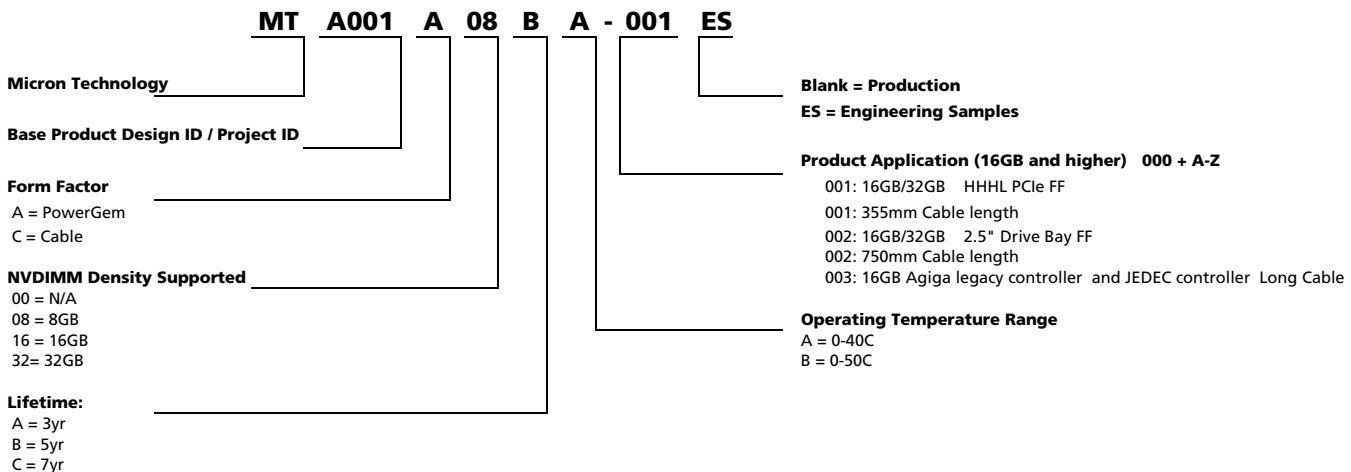 MT A001 A 08 B A - 001 ES
Micron Technology
Base Product Design ID / Project ID
Form Factor
A = PowerGem
C = Cable
NVDIMM Density Supported
00 = N/A
08 = 8GB
16 = 16GB
32= 32GB
Lifetime:
A = 3yr
B = 5yr
C = 7yr
Blank = Production
ES = Engineering Samples
Product Application (16GB and higher) 000 + A-Z
001: 16GB/32GB HHHL PCIe FF
001: 355mm Cable length
002: 16GB/32GB 2.5" Drive Bay FF
002: 750mm Cable length
003: 16GB Agiga legacy controller and JEDEC controller Long Cable
Operating Temperature Range
A = 0-40C
B = 0-50C